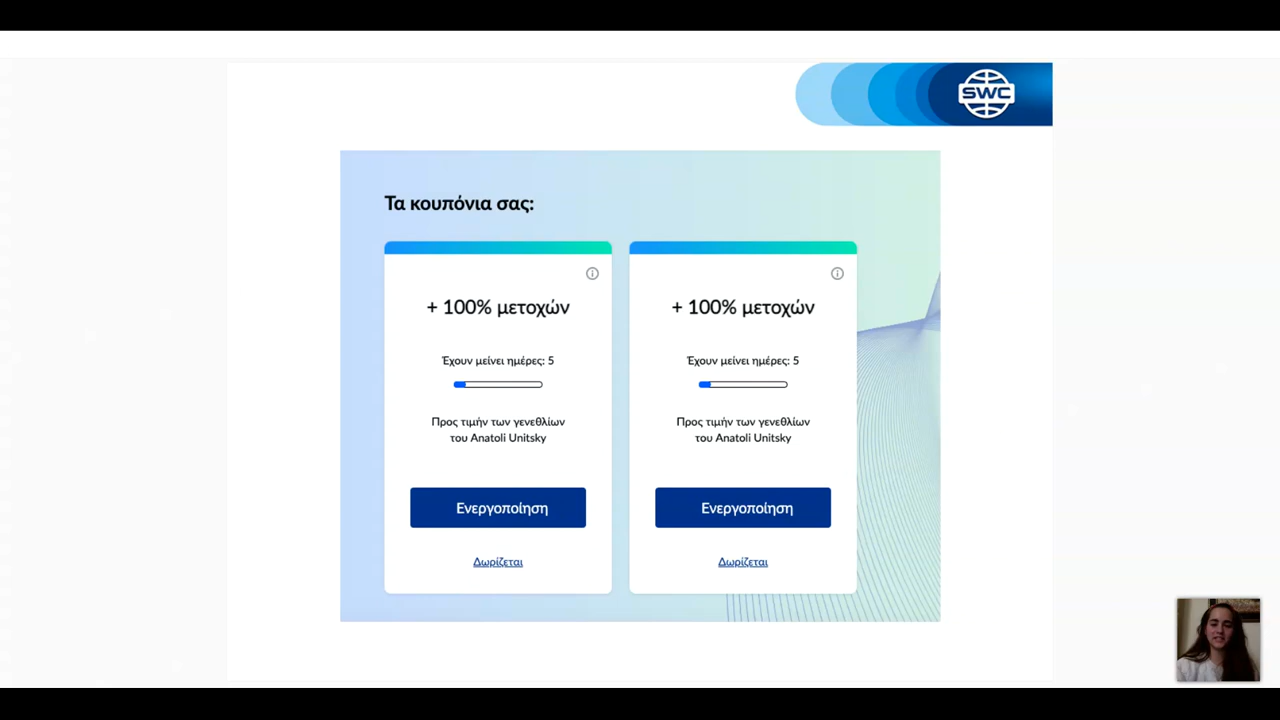 SWC
Τα κουπόνια σας:
+ 100% μετοχών
Έχουν μείνει ημέρες: 5
Προς τιμήν των γενεθλίων
του Anatoli Unitsky
Ενεργοποίηση
Δωρίζεται
+ 100% μετοχών
Έχουν μείνει ημέρες: 5
Προς τιμήν των γενεθλίων
του Anatoli Unitsky
Ενεργοποίηση
Δωρίζεται